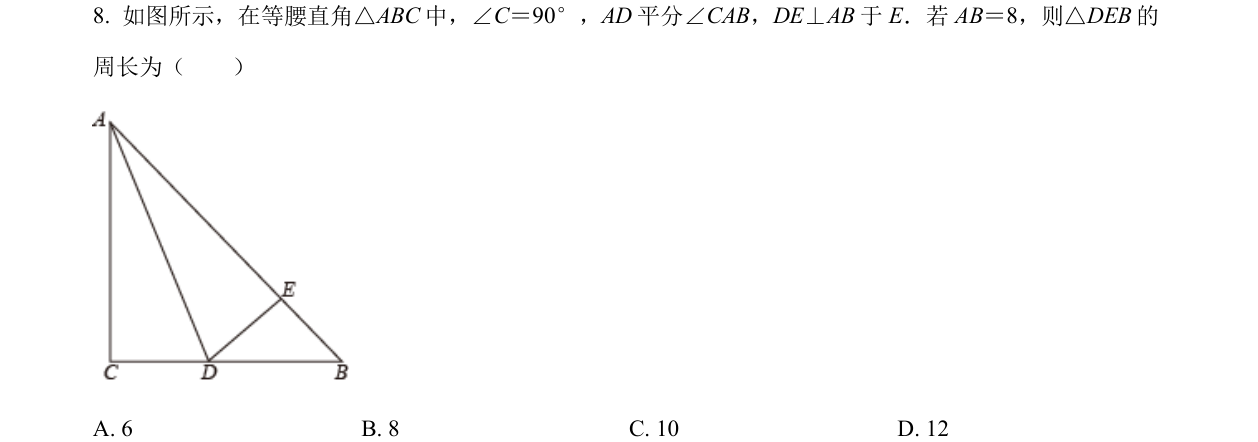 8. 如图所示，在等腰直角△ABC中，∠C＝90°，AD平分∠CAB，DE⊥AB于E．若AB＝8，则△DEB的
周长为（　　）
A
E
C D B
A. 6 B. 8 C. 10 D. 12